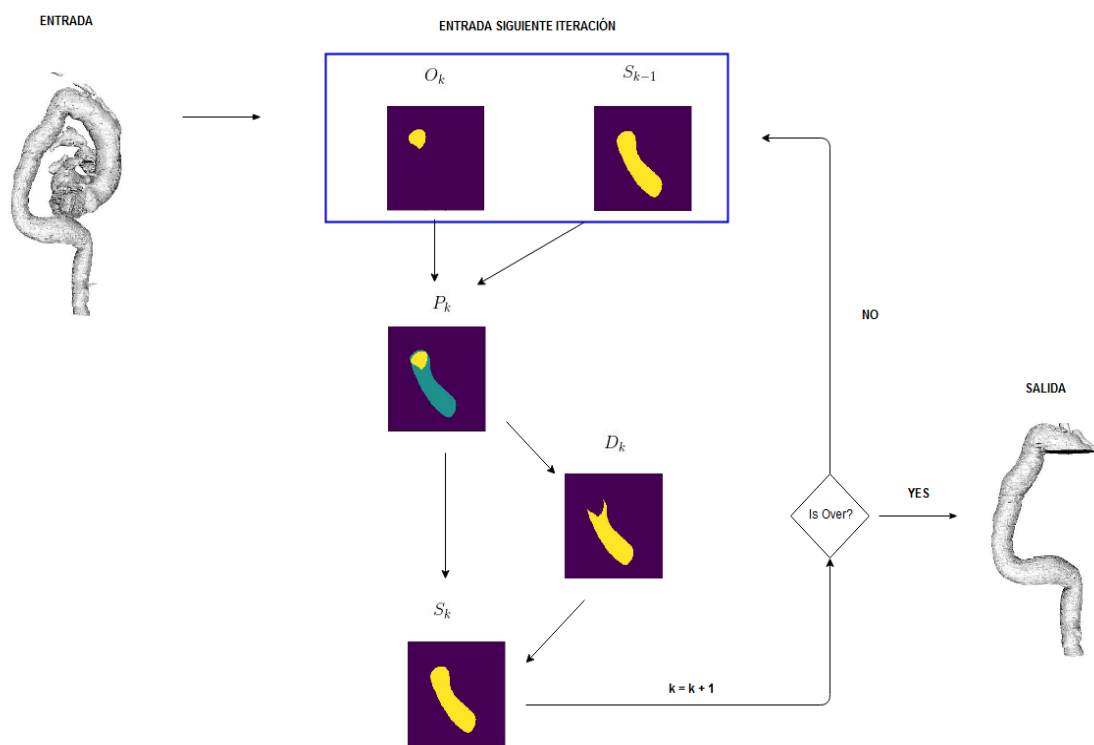 ENTRADA
ENTRADA SIGUIENTE ITERACIÓN
O_k
S_{k-1}
P_k
NO
SALIDA
D_k
YES
Is Over?
S_k
k = k + 1